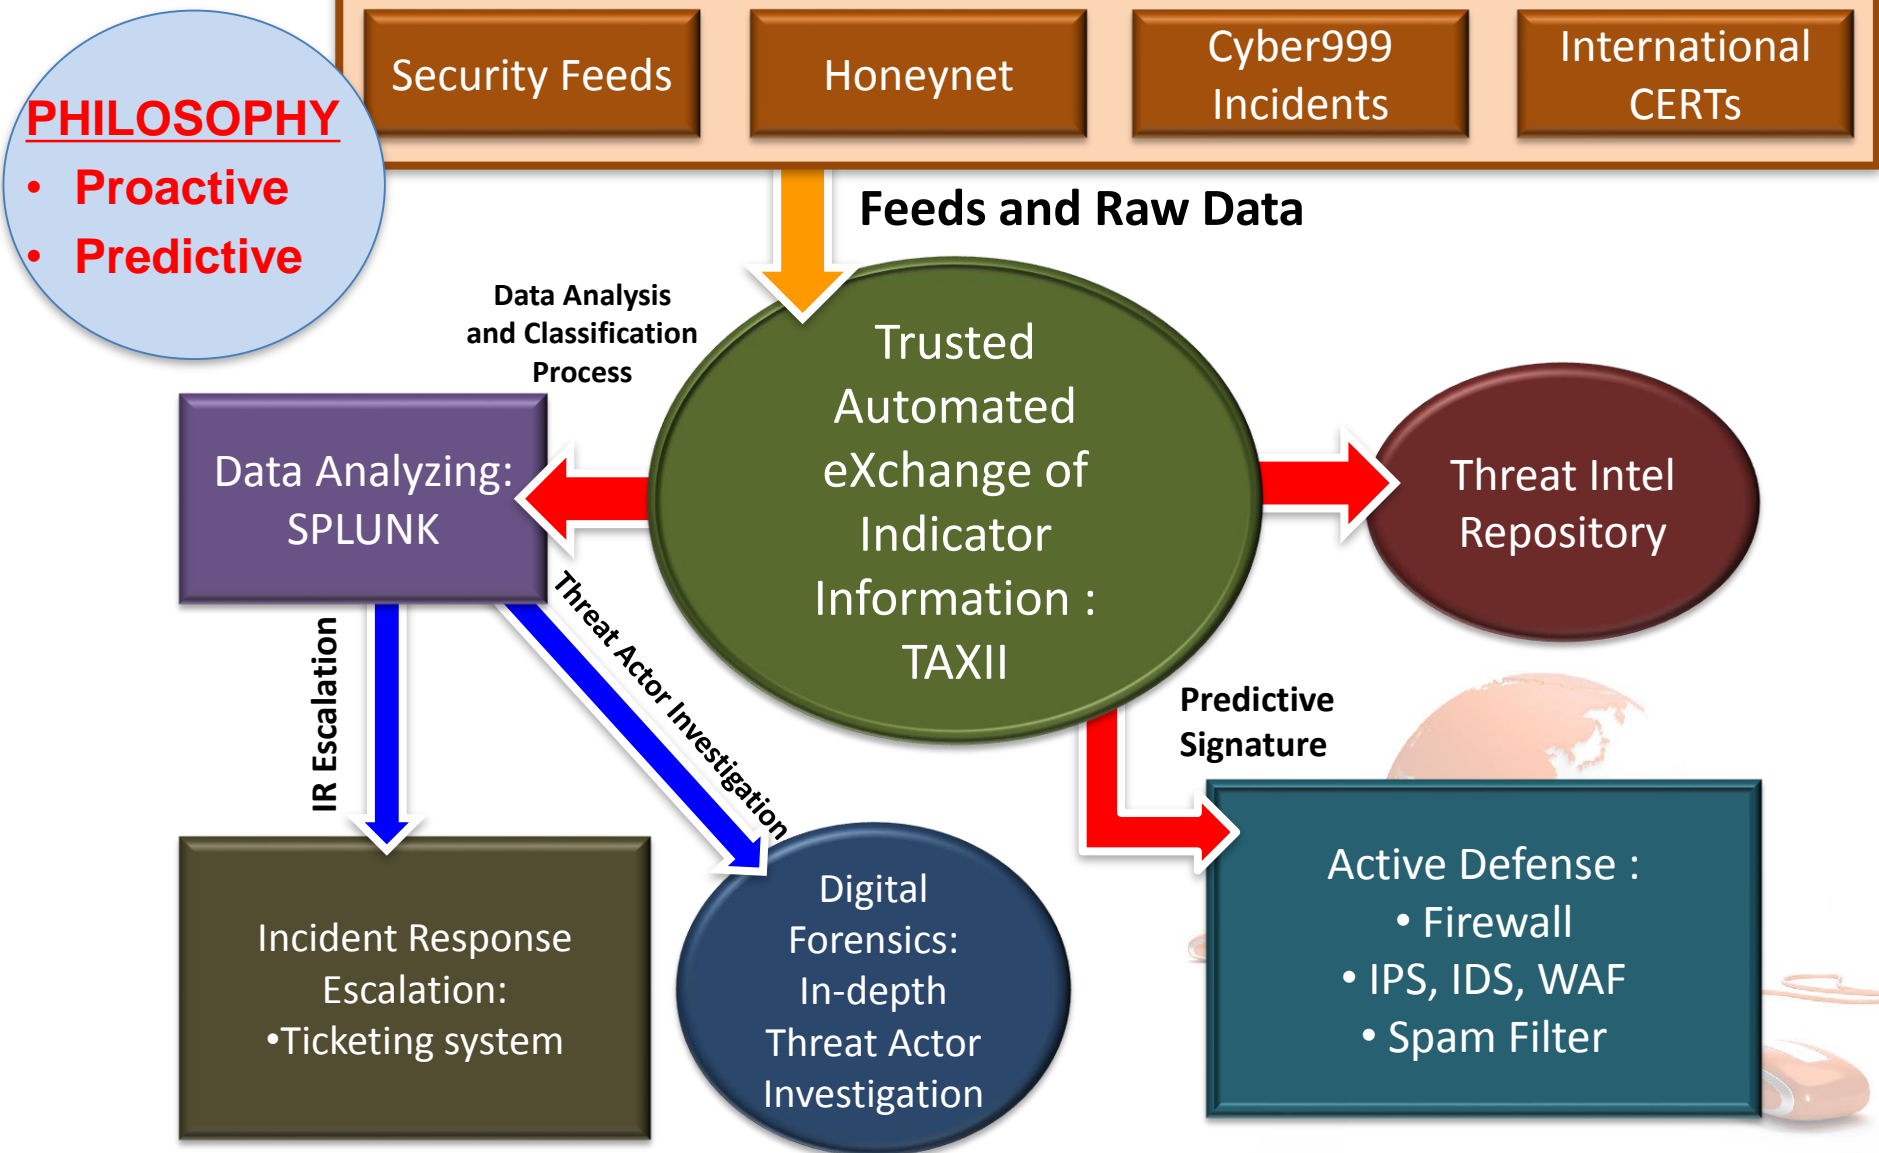 Security Feeds
Honeynet
Cyber999
Incidents
International
CERTs
PHILOSOPHY
• Proactive
• Predictive
Feeds and Raw Data
Data Analysis
and Classification
Process
Trusted
Automated
eXchange of
Indicator
Information :
TAXII
Data Analyzing:
SPLUNK
Threat Intel
Repository
IR Escalation
Threat Actor Investigation
Predictive
Signature
Incident Response
Escalation:
•Ticketing system
Digital
Forensics:
In-depth
Threat Actor
Investigation
Active Defense :
• Firewall
• IPS, IDS, WAF
• Spam Filter